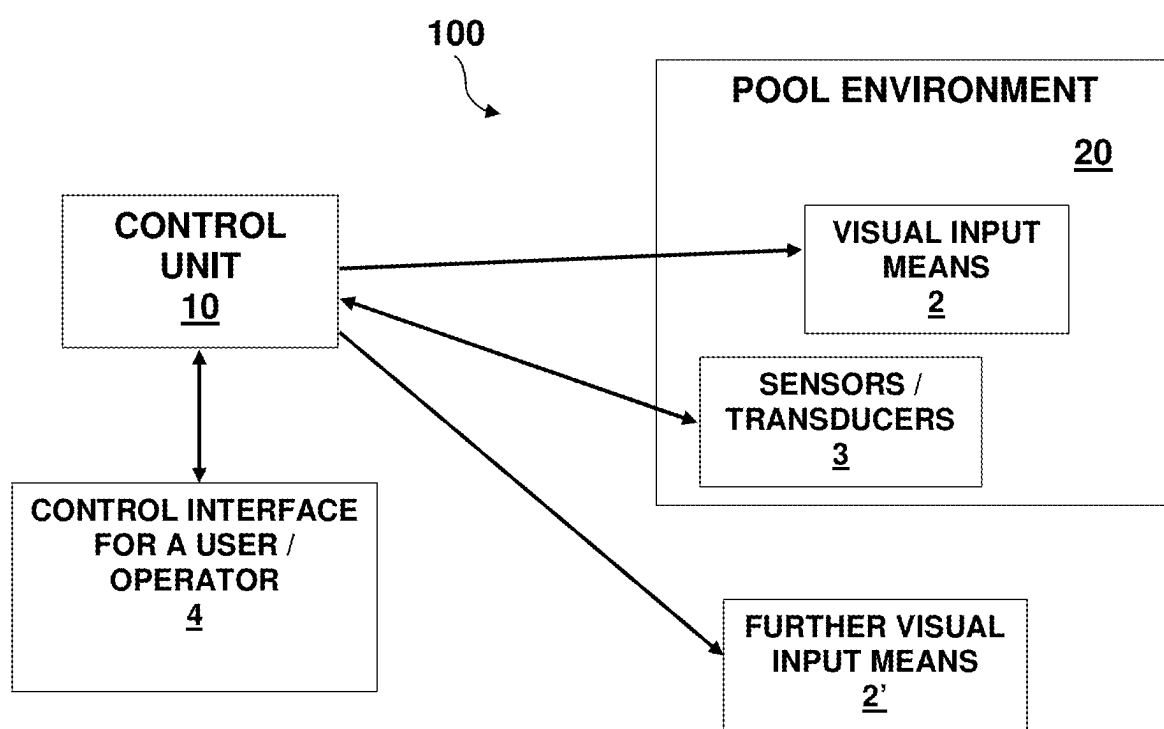 100
POOL ENVIRONMENT
20
CONTROL
UNIT
10
VISUAL INPUT
MEANS
2
SENSORS /
TRANSDUCERS
3
CONTROL INTERFACE
FOR A USER /
OPERATOR
4
FURTHER VISUAL
INPUT MEANS
2’